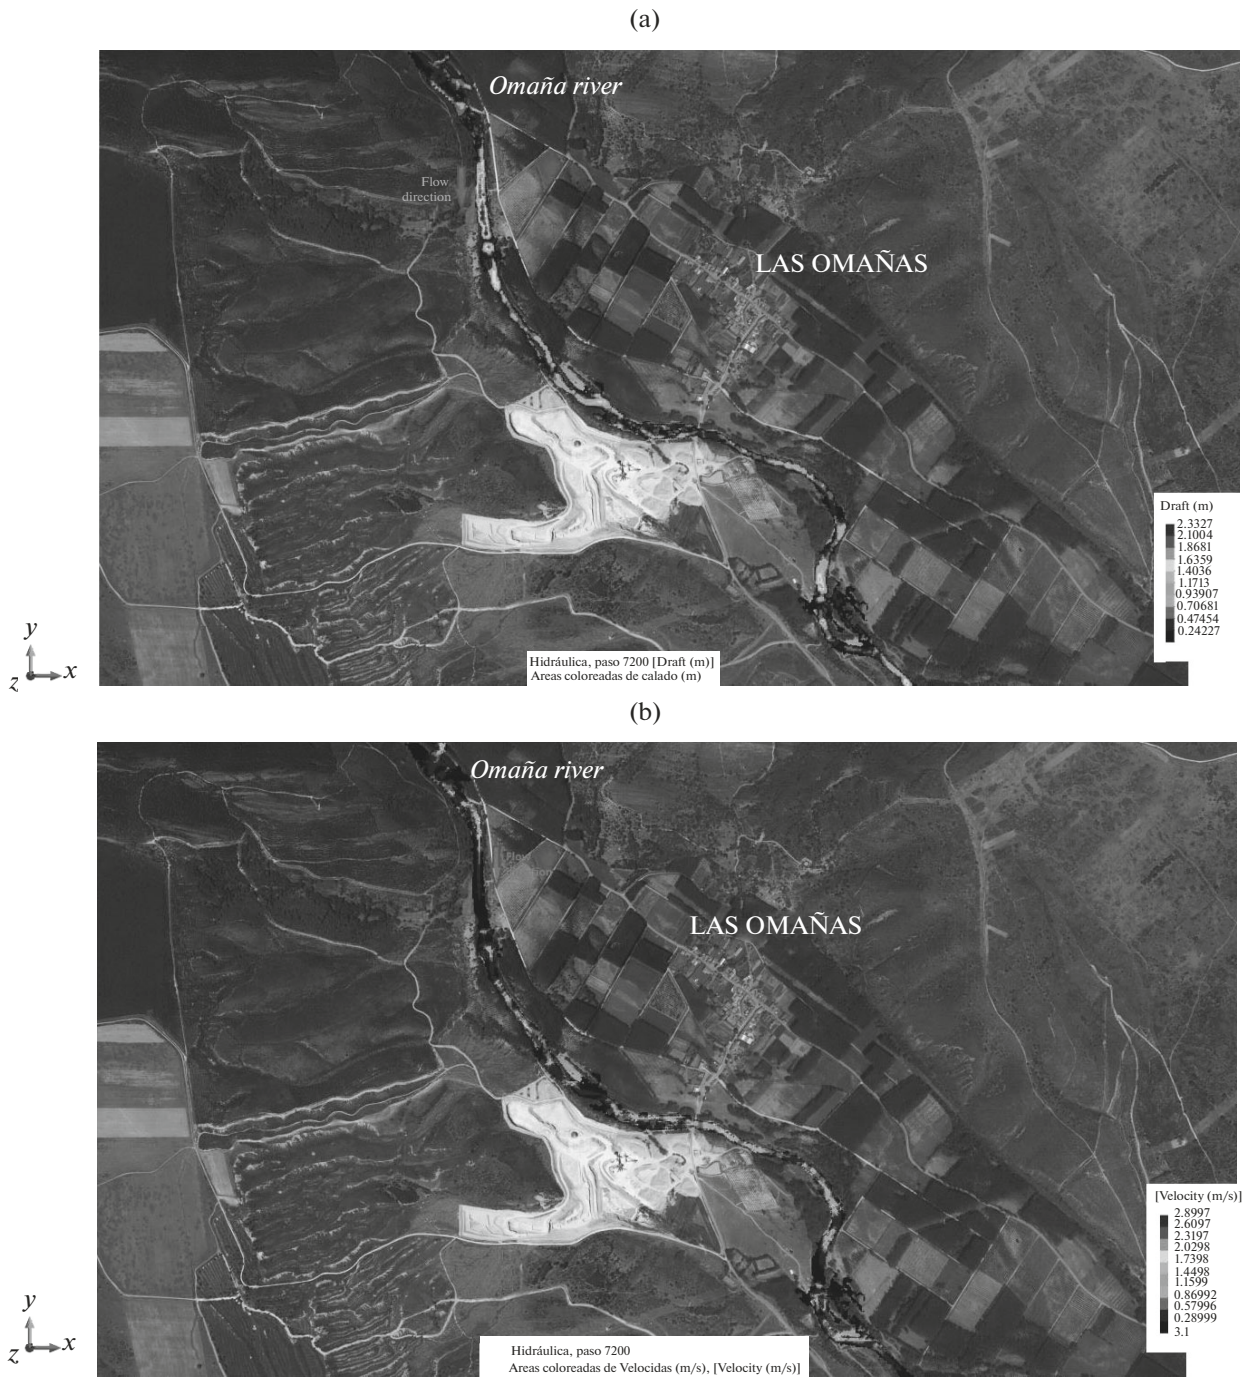 (a)
Omaña river
Flow
direction
LAS OMAÑAS
Draft (m)
2.3327
2.1004
1.8681
1.6359
1.4036
1.1713
0.93907
0.70681
0.47454
0.24227
y
z
x
Hidráulica, paso 7200 [Draft (m)]
Areas coloreadas de calado (m)
(b)
Omaña river
Flow
LAS OMAÑAS
[Velocity (m/s)]
2.8997
2.6097
2.3197
2.0298
1.7398
1.4498
1.1599
0.86992
0.57996
0.28999
3.1
y
z
x
Hidráulica, paso 7200
Areas coloreadas de Velocidas (m/s), [Velocity (m/s)]